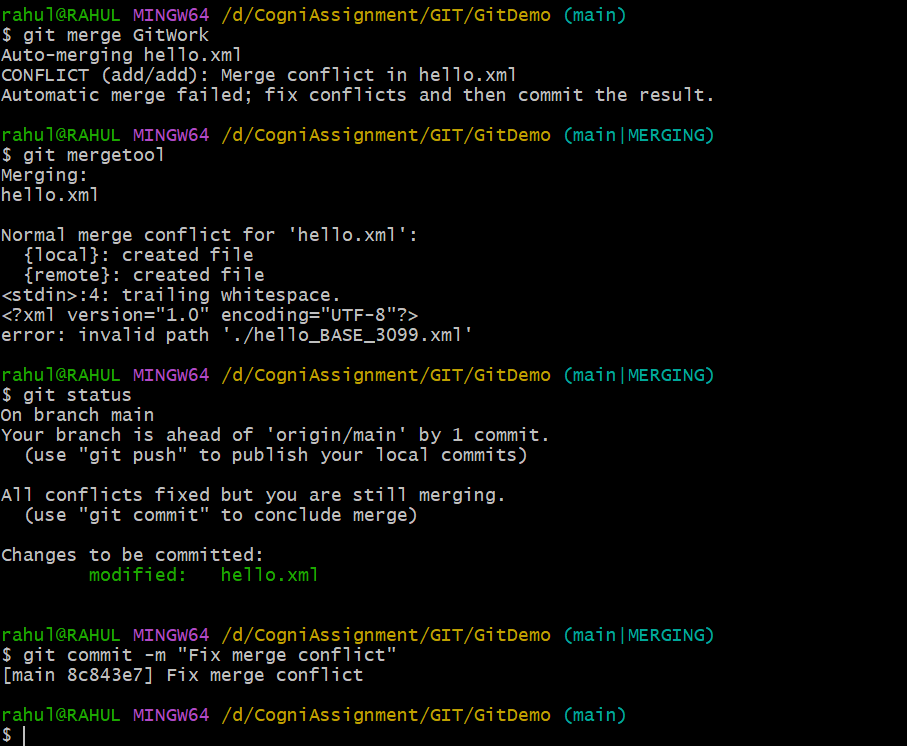 rahul@RAHUL MINGW64 /d/CogniAssignment/GIT/GitDemo (main)
$ git merge GitWork
Auto-merging hello.xml
CONFLICT (add/add): Merge conflict in hello.xml
Automatic merge failed; fix conflicts and then commit the result.

rahul@RAHUL MINGW64 /d/CogniAssignment/GIT/GitDemo (main|MERGING)
$ git mergetool
Merging:
hello.xml

Normal merge conflict for 'hello.xml':
  {local}: created file
  {remote}: created file
<stdin>:4: trailing whitespace.
<?xml version="1.0" encoding="UTF-8"?>
error: invalid path './hello_BASE_3099.xml'

rahul@RAHUL MINGW64 /d/CogniAssignment/GIT/GitDemo (main|MERGING)
$ git status
On branch main
Your branch is ahead of 'origin/main' by 1 commit.
  (use "git push" to publish your local commits)

All conflicts fixed but you are still merging.
  (use "git commit" to conclude merge)

Changes to be committed:
        modified:   hello.xml


rahul@RAHUL MINGW64 /d/CogniAssignment/GIT/GitDemo (main|MERGING)
$ git commit -m "Fix merge conflict"
[main 8c843e7] Fix merge conflict

rahul@RAHUL MINGW64 /d/CogniAssignment/GIT/GitDemo (main)
$